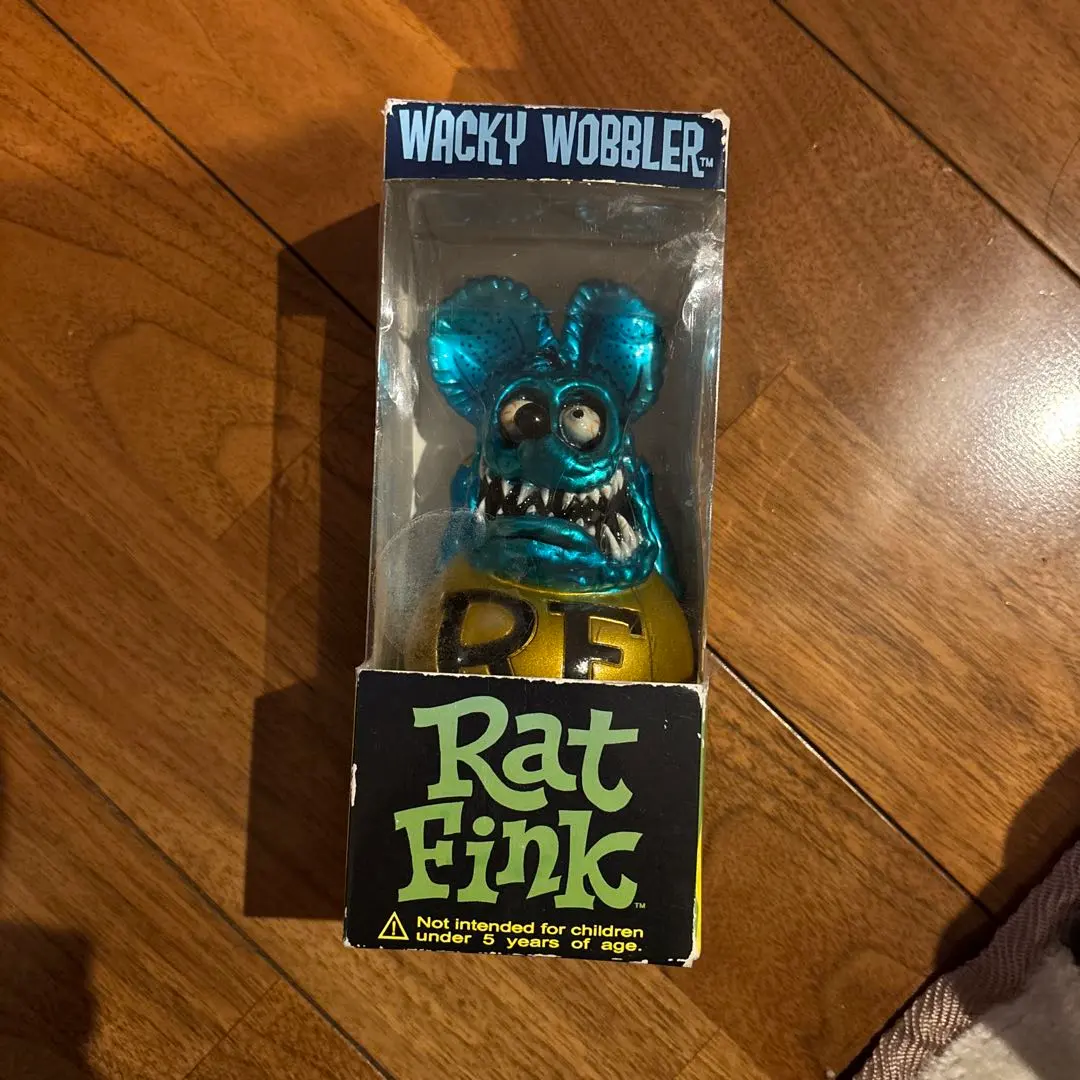 WACKY WOBBLER™
RF
Rat
Fink™
⚠ Not intended for children
under 5 years of age.